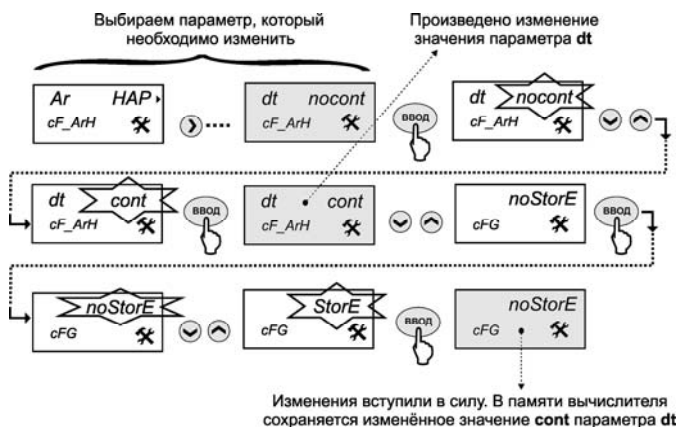 Выбираем параметр, который
необходимо изменить
Произведено изменение
значения параметра dt
Ar HAP
cF_ArH
dt nocont
cF_ArH
ВВОД
dt nocont
cF_ArH
dt cont
cF_ArH
ВВОД
dt cont
cF_ArH
noStorE
cFG
ВВОД
noStorE
cFG
StorE
cFG
ВВОД
noStorE
cFG
Изменения вступили в силу. В памяти вычислителя
сохраняется изменённое значение cont параметра dt